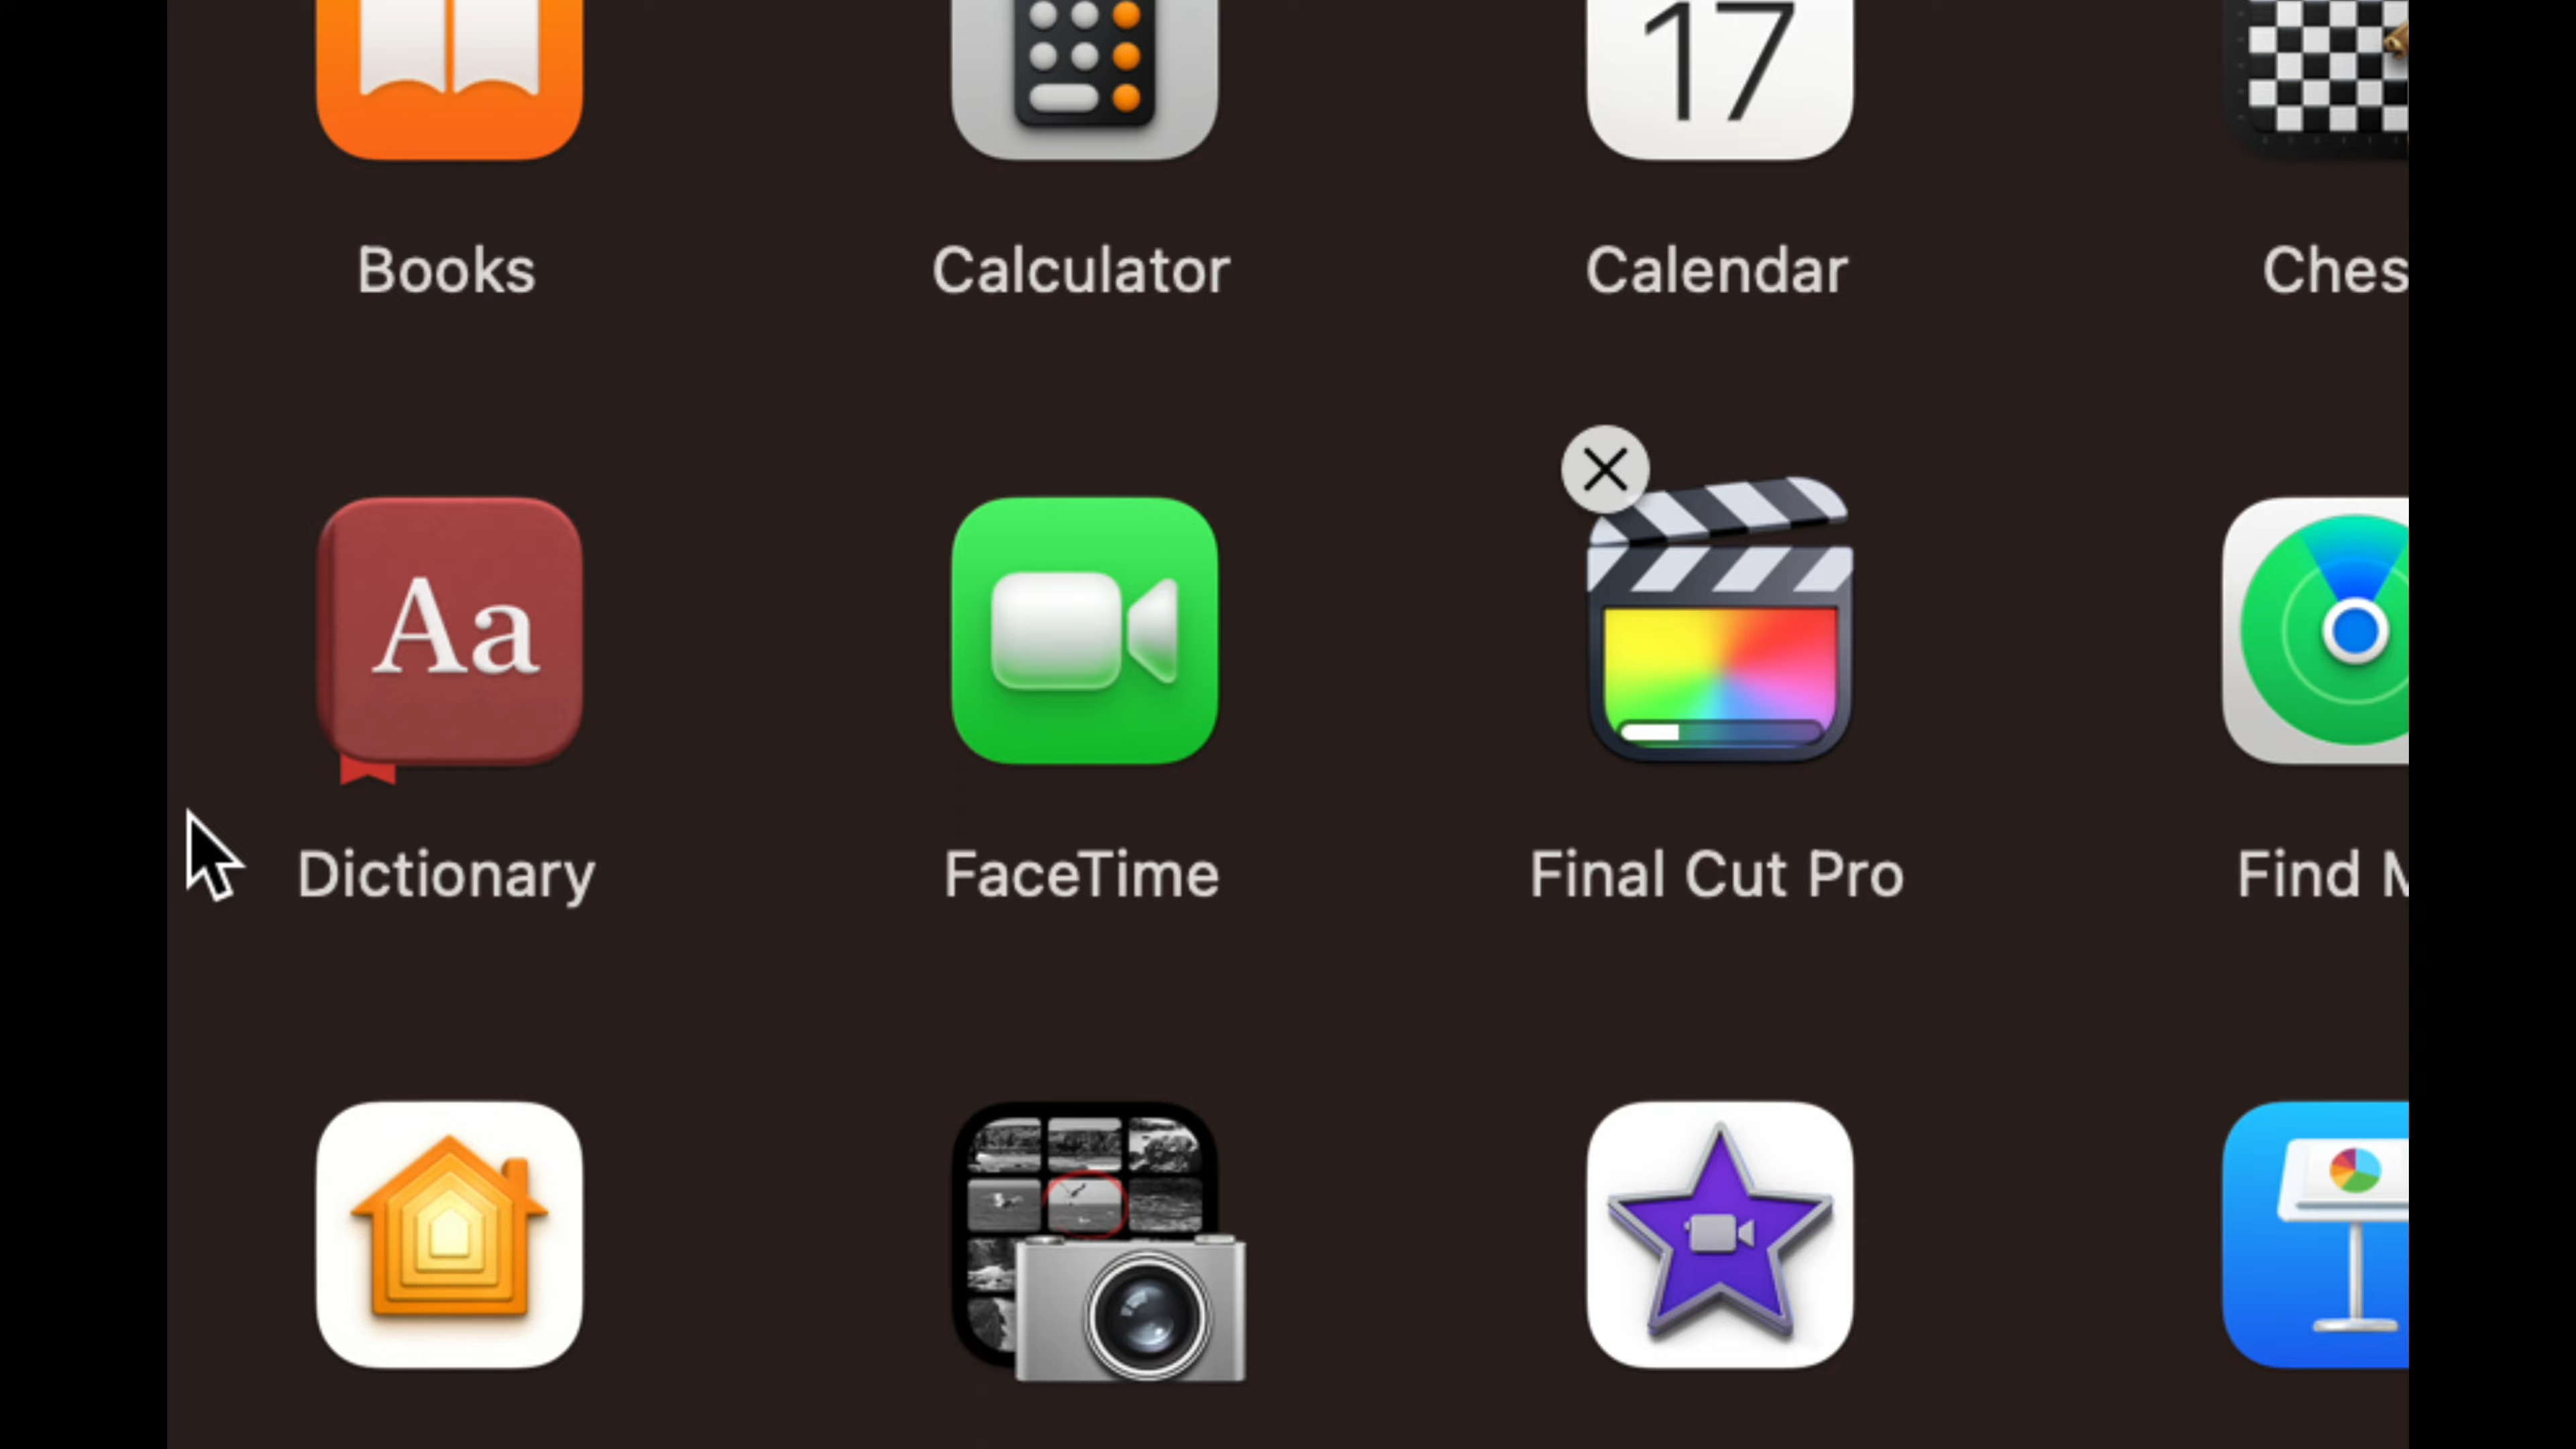 17
Books
Calculator
Calendar
Ches
Aa
Dictionary
FaceTime
Final Cut Pro
Find M